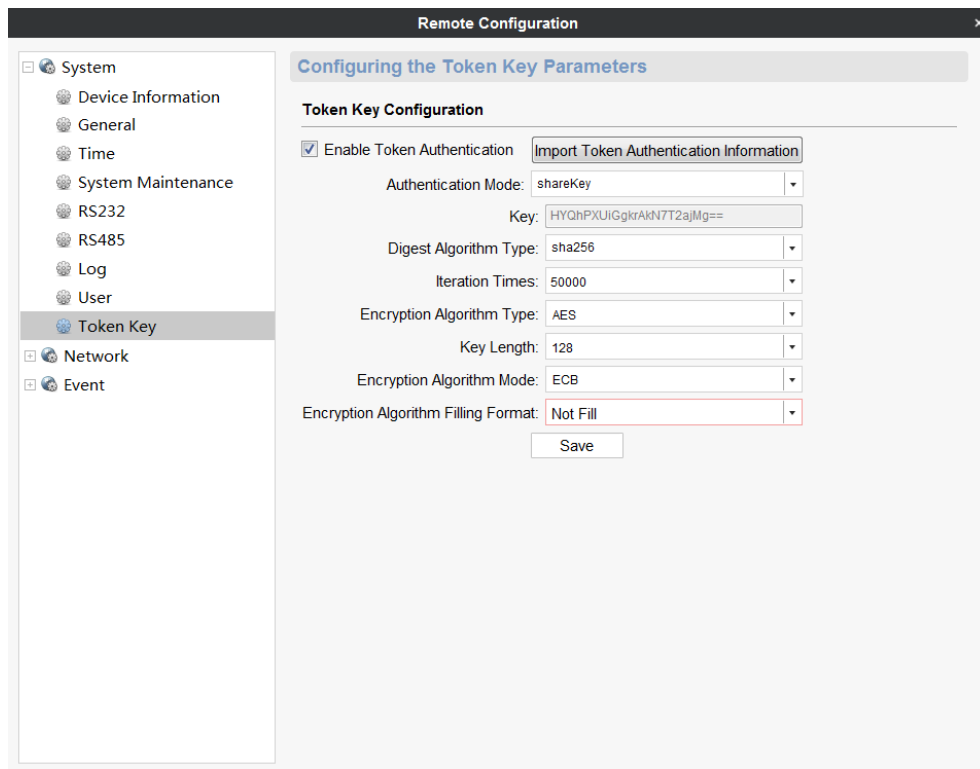 Remote Configuration
System
Device Information
General
Time
System Maintenance
RS232
RS485
Log
User
Token Key
Network
Event
Configuring the Token Key Parameters
Token Key Configuration
Enable Token Authentication Import Token Authentication Information
Authentication Mode: shareKey
Key: HYQhPXUiGgkrAkN7T2ajMg==
Digest Algorithm Type: sha256
Iteration Times: 50000
Encryption Algorithm Type: AES
Key Length: 128
Encryption Algorithm Mode: ECB
Encryption Algorithm Filling Format: Not Fill
Save